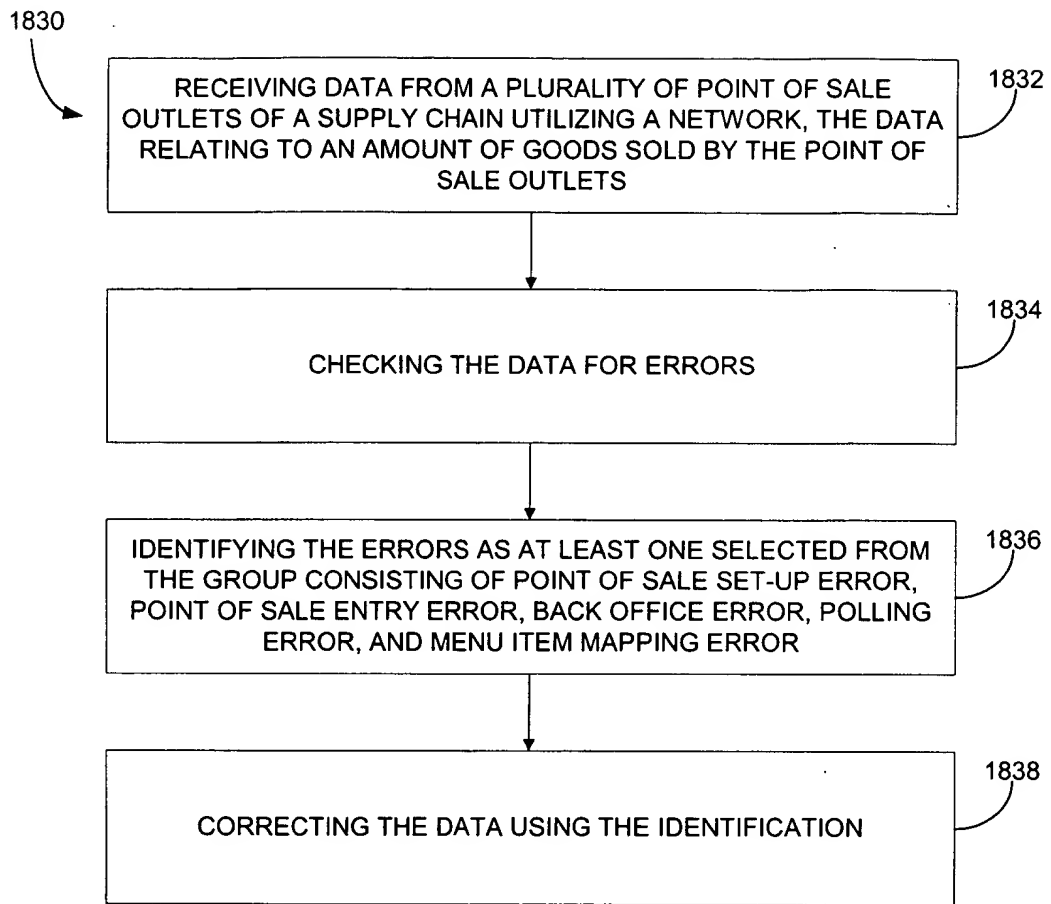 1830
RECEIVING DATA FROM A PLURALITY OF POINT OF SALE
OUTLETS OF A SUPPLY CHAIN UTILIZING A NETWORK, THE DATA
RELATING TO AN AMOUNT OF GOODS SOLD BY THE POINT OF
SALE OUTLETS
1832
CHECKING THE DATA FOR ERRORS
1834
IDENTIFYING THE ERRORS AS AT LEAST ONE SELECTED FROM
THE GROUP CONSISTING OF POINT OF SALE SET-UP ERROR,
POINT OF SALE ENTRY ERROR, BACK OFFICE ERROR, POLLING
ERROR, AND MENU ITEM MAPPING ERROR
1836
CORRECTING THE DATA USING THE IDENTIFICATION
1838